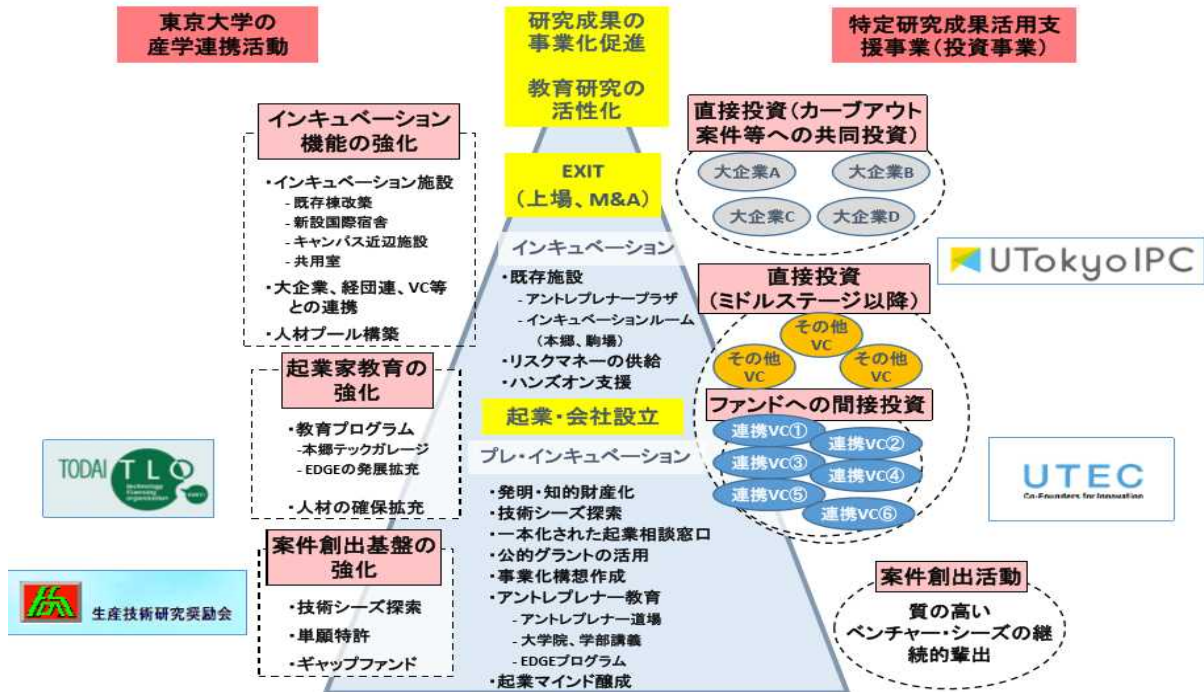 東京大学の
産学連携活動
研究成果の
事業化促進
教育研究の
活性化
特定研究成果活用支
援事業(投資事業)
インキュベーション
機能の強化
・インキュベーション施設
- 既存棟改築
- 新設国際宿舎
- キャンパス近辺施設
- 共用室
・大企業、経団連、VC等
との連携
・人材プール構築
起業家教育の
強化
・教育プログラム
-本郷テックガレージ
- EDGEの発展拡充
・人材の確保拡充
案件創出基盤の
強化
・技術シーズ探索
・単願特許
・ギャップファンド
TODAI TLO
technology
licensing
organization
生産技術研究奨励会
EXIT
(上場、M&A)
インキュベーション
・既存施設
- アントレプレナープラザ
- インキュベーションルーム
(本郷、駒場)
・リスクマネーの供給
・ハンズオン支援
起業・会社設立
プレ・インキュベーション
・発明・知的財産化
・技術シーズ探索
・一本化された起業相談窓口
・公的グラントの活用
・事業化構想作成
・アントレプレナー教育
- アントレプレナー道場
- 大学院、学部講義
- EDGEプログラム
・起業マインド醸成
直接投資(カーブアウト
案件等への共同投資)
大企業A
大企業B
大企業C
大企業D
UTokyoIPC
直接投資
(ミドルステージ以降)
その他
VC
その他
VC
その他
VC
ファンドへの間接投資
連携VC①
連携VC②
連携VC③
連携VC④
連携VC⑤
連携VC⑥
UTEC
Co-Founders for Innovation
案件創出活動
質の高い
ベンチャー・シーズの継
続的輩出